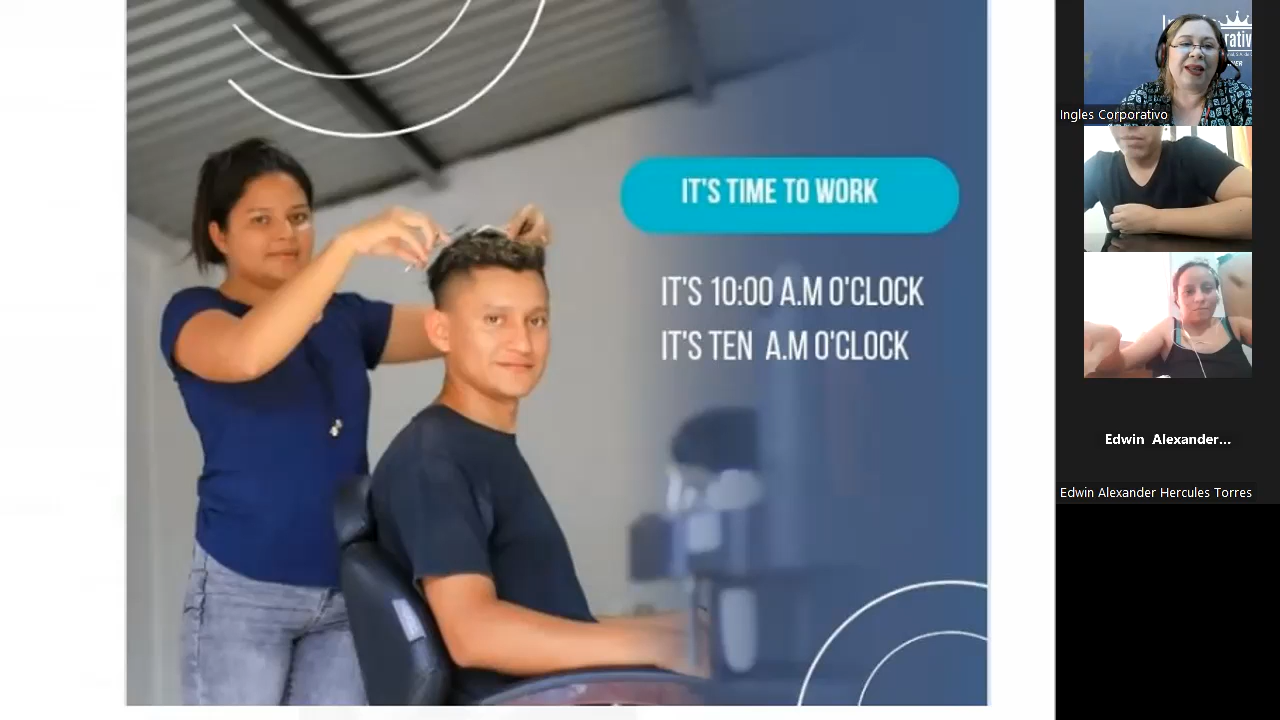 IT'S TIME TO WORK
IT'S 10:00 A.M O'CLOCK
IT'S TEN A.M O'CLOCK
Ingles Corporativo
Edwin Alexander...
Edwin Alexander Hercules Torres